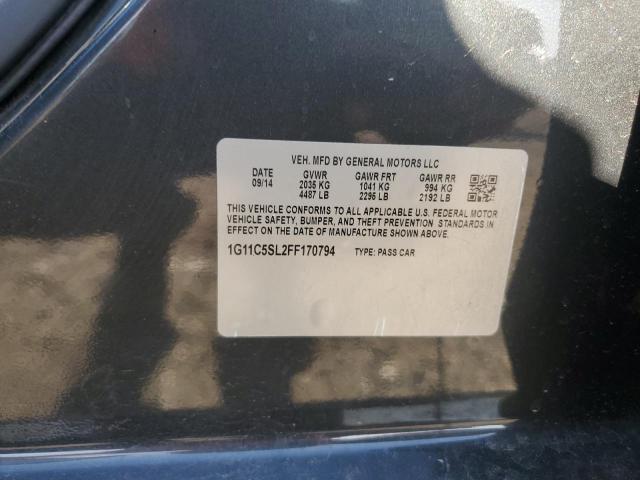 VEH. MFD BY GENERAL MOTORS LLC
DATE GVWR GAWR FRT GAWR RR
09/14 2035 KG 1041 KG 994 KG
4487 LB 2296 LB 2192 LB
THIS VEHICLE CONFORMS TO ALL APPLICABLE U.S. FEDERAL MOTOR
VEHICLE SAFETY, BUMPER, AND THEFT PREVENTION STANDARDS IN
EFFECT ON THE DATE OF MANUFACTURE SHOWN ABOVE.
1G11C5SL2FF170794 TYPE: PASS CAR